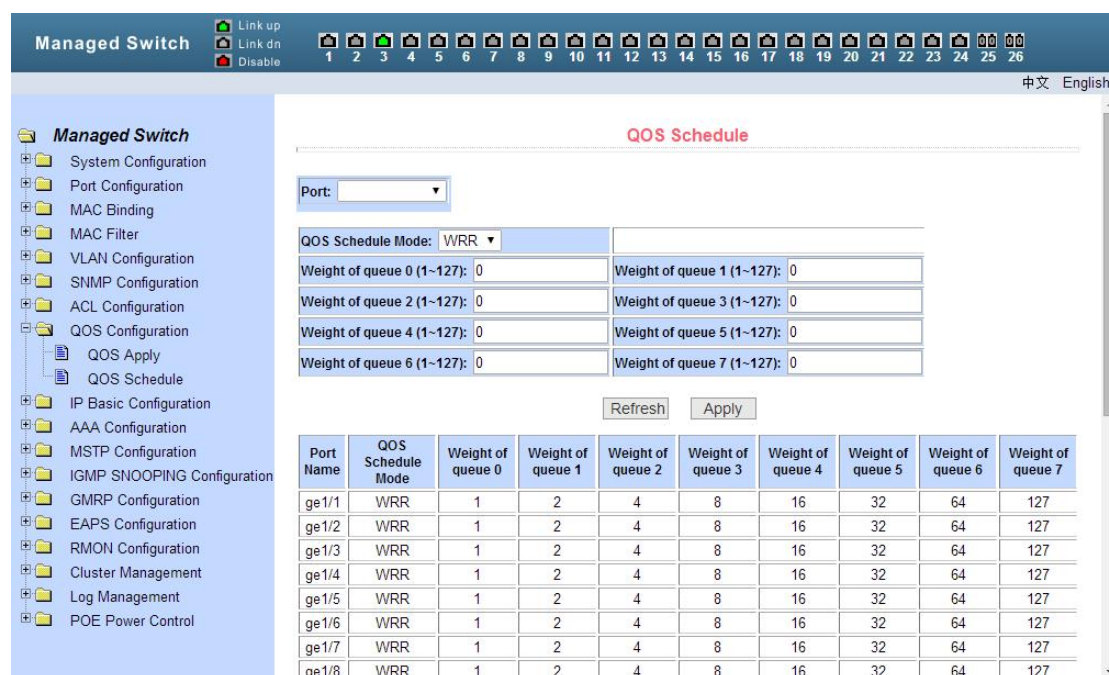 Managed Switch
Link up
Link dn
Disable
1 2 3 4 5 6 7 8 9 10 11 12 13 14 15 16 17 18 19 20 21 22 23 24 25 26
中文 English
Managed Switch
System Configuration
Port Configuration
MAC Binding
MAC Filter
VLAN Configuration
SNMP Configuration
ACL Configuration
QOS Configuration
QOS Apply
QOS Schedule
IP Basic Configuration
AAA Configuration
MSTP Configuration
IGMP SNOOPING Configuration
GMRP Configuration
EAPS Configuration
RMON Configuration
Cluster Management
Log Management
POE Power Control
QOS Schedule
Port:
QOS Schedule Mode: WRR
Weight of queue 0 (1~127): 0 Weight of queue 1 (1~127): 0
Weight of queue 2 (1~127): 0 Weight of queue 3 (1~127): 0
Weight of queue 4 (1~127): 0 Weight of queue 5 (1~127): 0
Weight of queue 6 (1~127): 0 Weight of queue 7 (1~127): 0
Refresh Apply
Port Name QOS Schedule Mode Weight of queue 0 Weight of queue 1 Weight of queue 2 Weight of queue 3 Weight of queue 4 Weight of queue 5 Weight of queue 6 Weight of queue 7
ge1/1 WRR 1 2 4 8 16 32 64 127
ge1/2 WRR 1 2 4 8 16 32 64 127
ge1/3 WRR 1 2 4 8 16 32 64 127
ge1/4 WRR 1 2 4 8 16 32 64 127
ge1/5 WRR 1 2 4 8 16 32 64 127
ge1/6 WRR 1 2 4 8 16 32 64 127
ge1/7 WRR 1 2 4 8 16 32 64 127
ge1/8 WRR 1 2 4 8 16 32 64 127